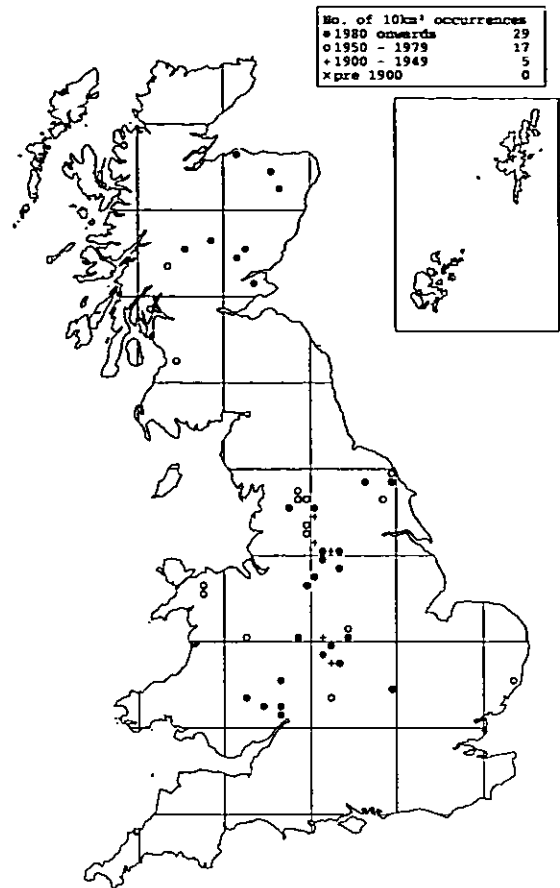 No. of 10km² occurrences
● 1980 onwards 29
○ 1950 - 1979 17
+ 1900 - 1949 5
× pre 1900 0